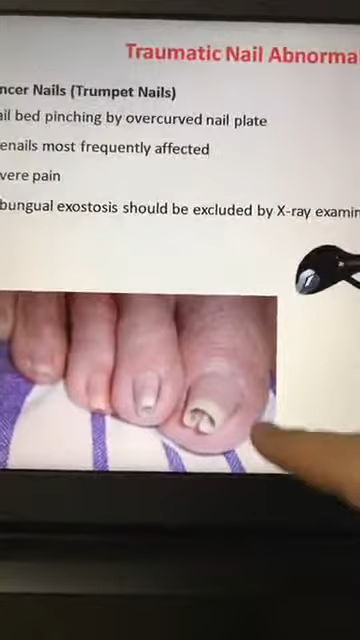 Traumatic Nail Abnorma
ncer Nails (Trumpet Nails)
ail bed pinching by overcurved nail plate
enails most frequently affected
vere pain
bungual exostosis should be excluded by X-ray examin